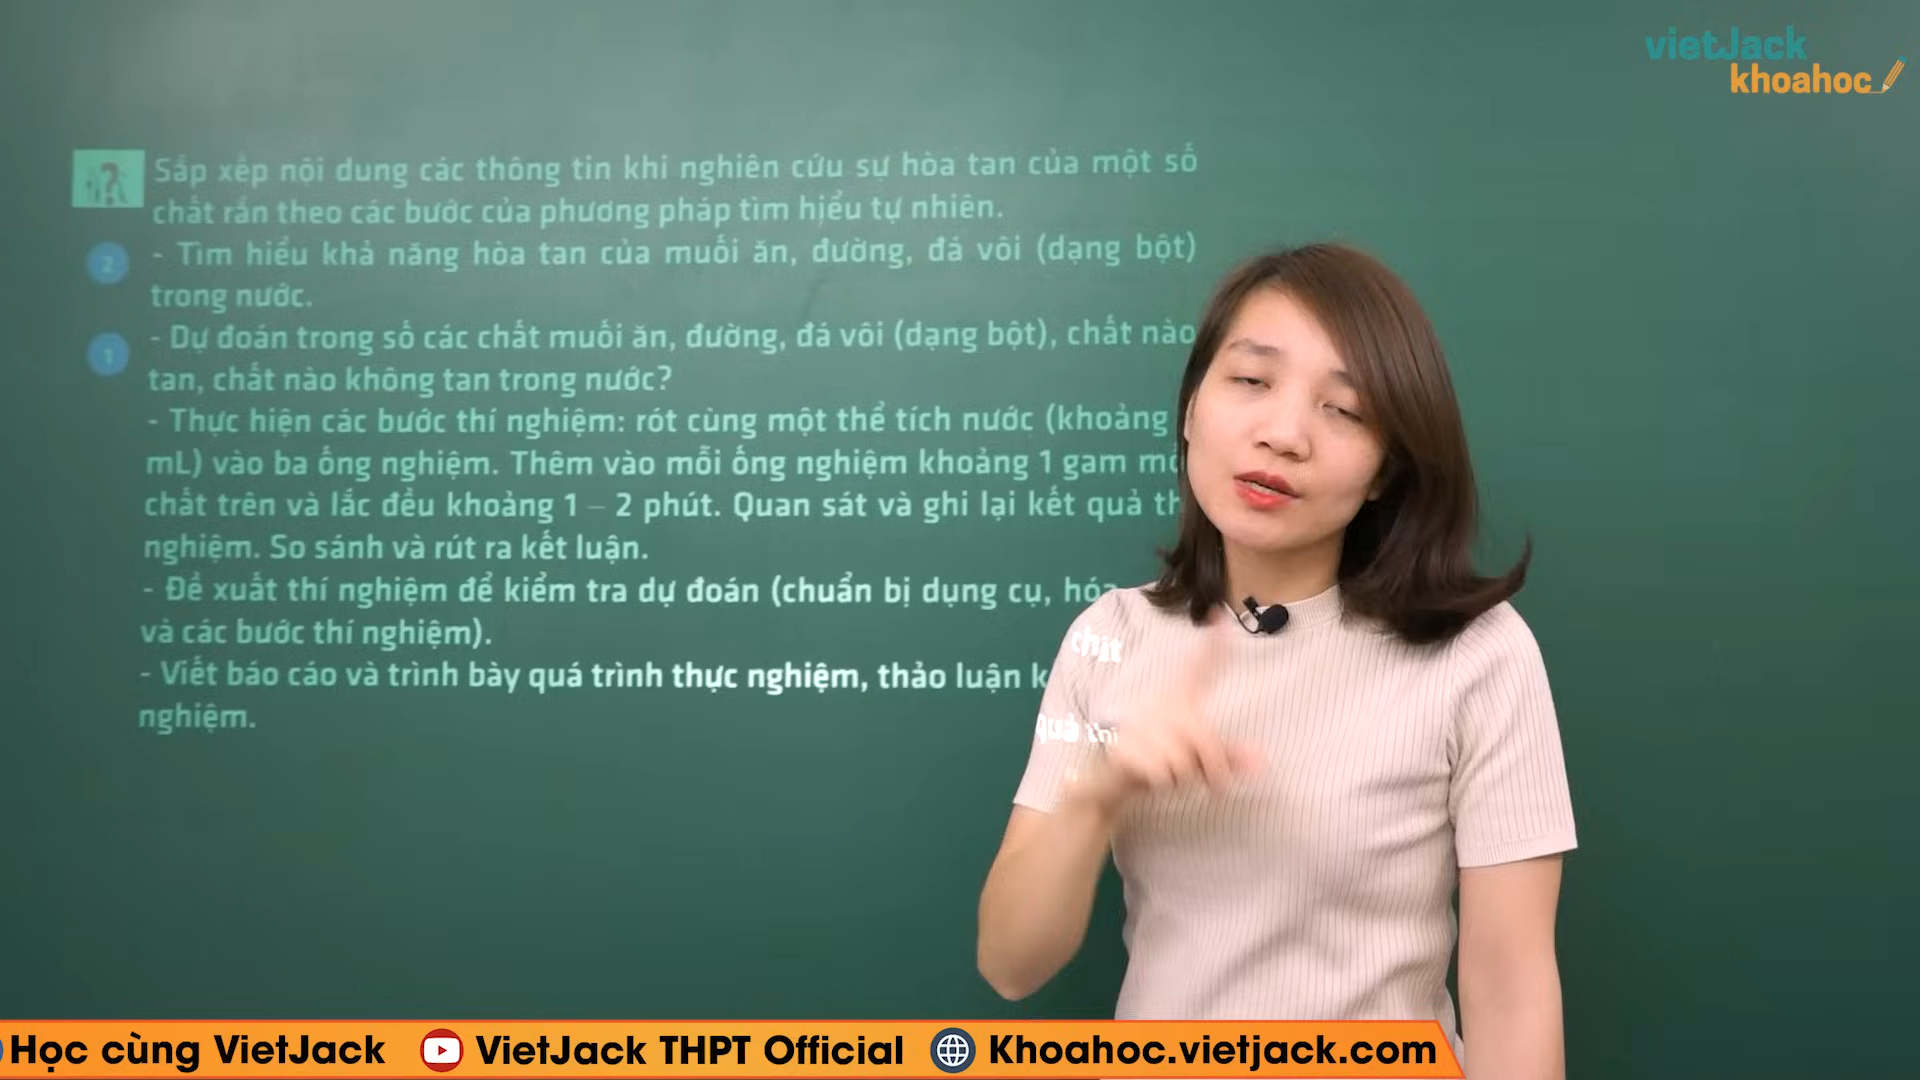 vietJack
khoahoc
Sắp xếp nội dung các thông tin khi nghiên cứu sự hòa tan của một số
chất rắn theo các bước của phương pháp tìm hiểu tự nhiên.
2
- Tìm hiểu khả năng hòa tan của muối ăn, đường, đá vôi (dạng bột)
trong nước.
1
- Dự đoán trong số các chất muối ăn, đường, đá vôi (dạng bột), chất nào
tan, chất nào không tan trong nước?
- Thực hiện các bước thí nghiệm: rót cùng một thể tích nước (khoảng
mL) vào ba ống nghiệm. Thêm vào mỗi ống nghiệm khoảng 1 gam
chất trên và lắc đều khoảng 1 – 2 phút. Quan sát và ghi lại kết quả
nghiệm. So sánh và rút ra kết luận.
- Đề xuất thí nghiệm để kiểm tra dự đoán (chuẩn bị dụng cụ,
và các bước thí nghiệm).
- Viết báo cáo và trình bày quá trình thực nghiệm, thảo luận quả thí
nghiệm.
Học cùng VietJack VietJack THPT Official Khoahoc.vietjack.com